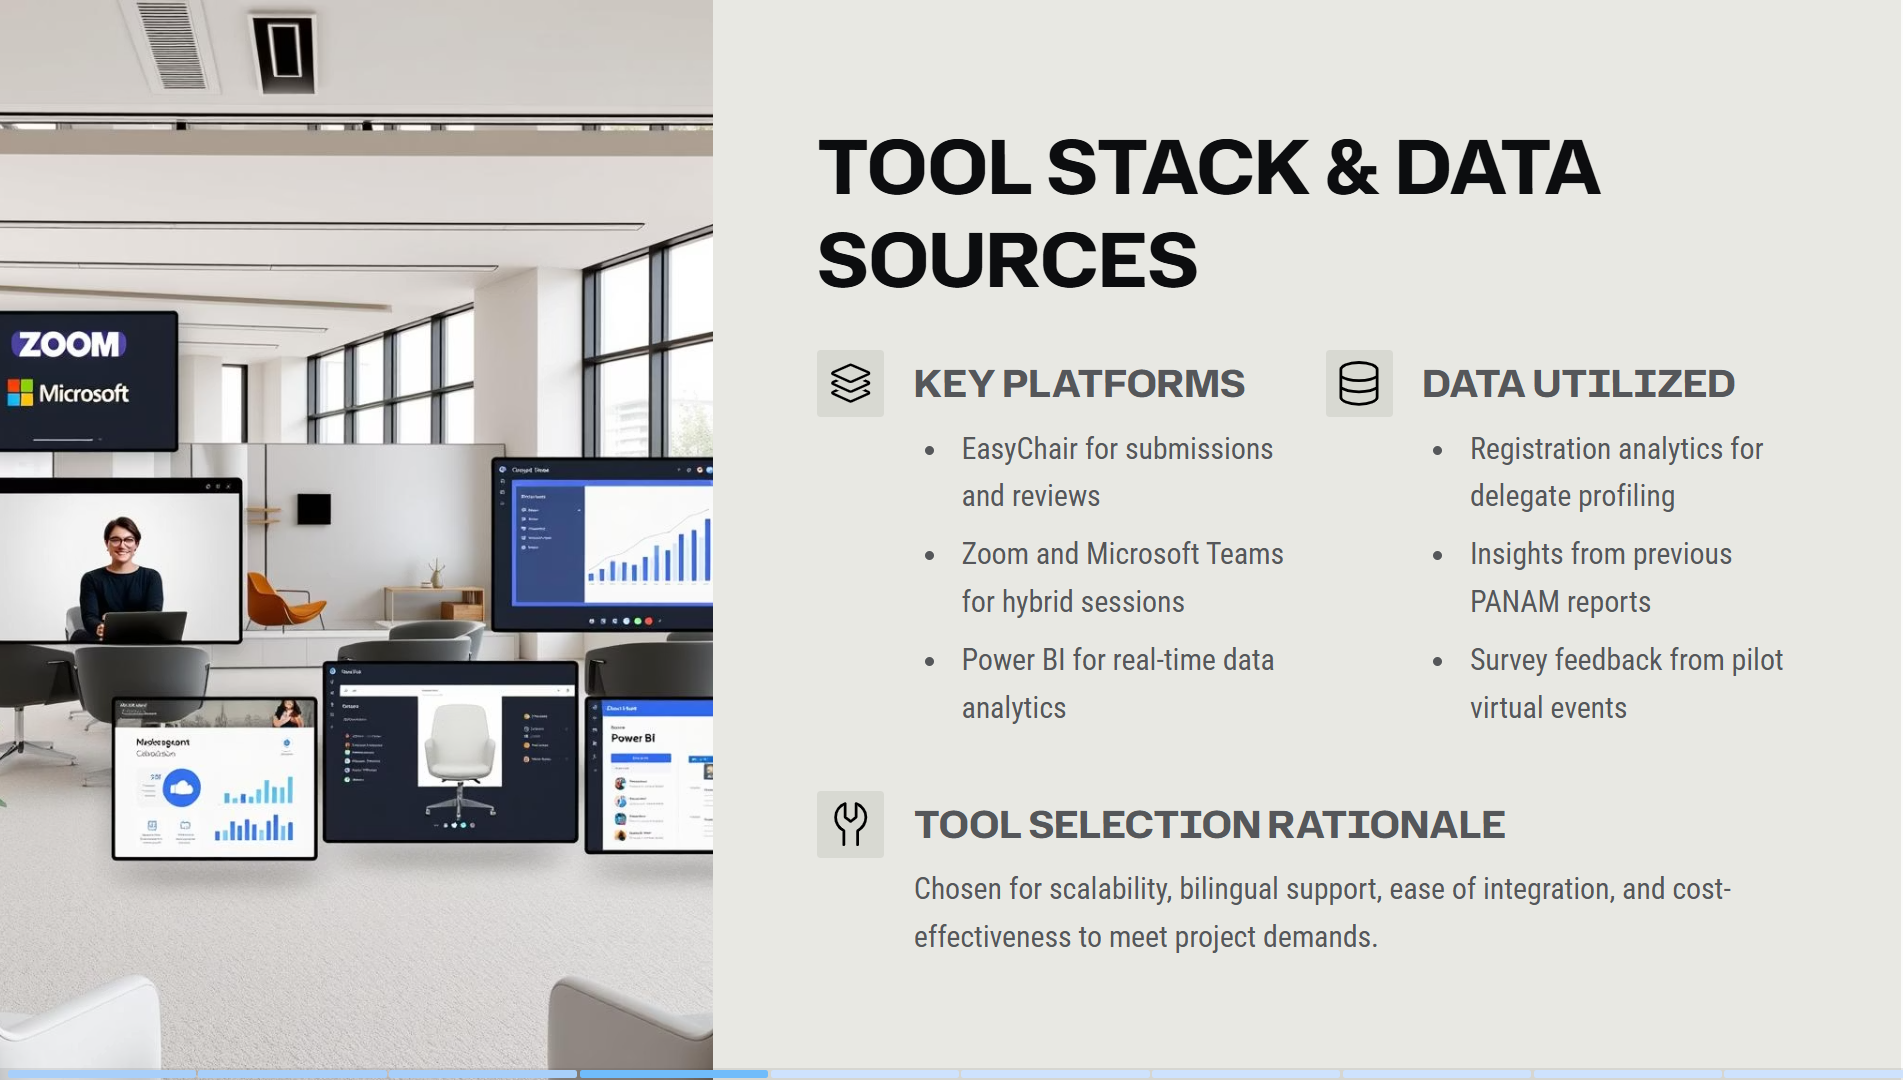 TOOL STACK & DATA
SOURCES
KEY PLATFORMS
EasyChair for submissions
and reviews
Zoom and Microsoft Teams
for hybrid sessions
Power BI for real-time data
analytics
DATA UTILIZED
Registration analytics for
delegate profiling
Insights from previous
PANAM reports
Survey feedback from pilot
virtual events
TOOL SELECTION RATIONALE
Chosen for scalability, bilingual support, ease of integration, and cost-
effectiveness to meet project demands.
ZOOM
Microsoft
Power BI